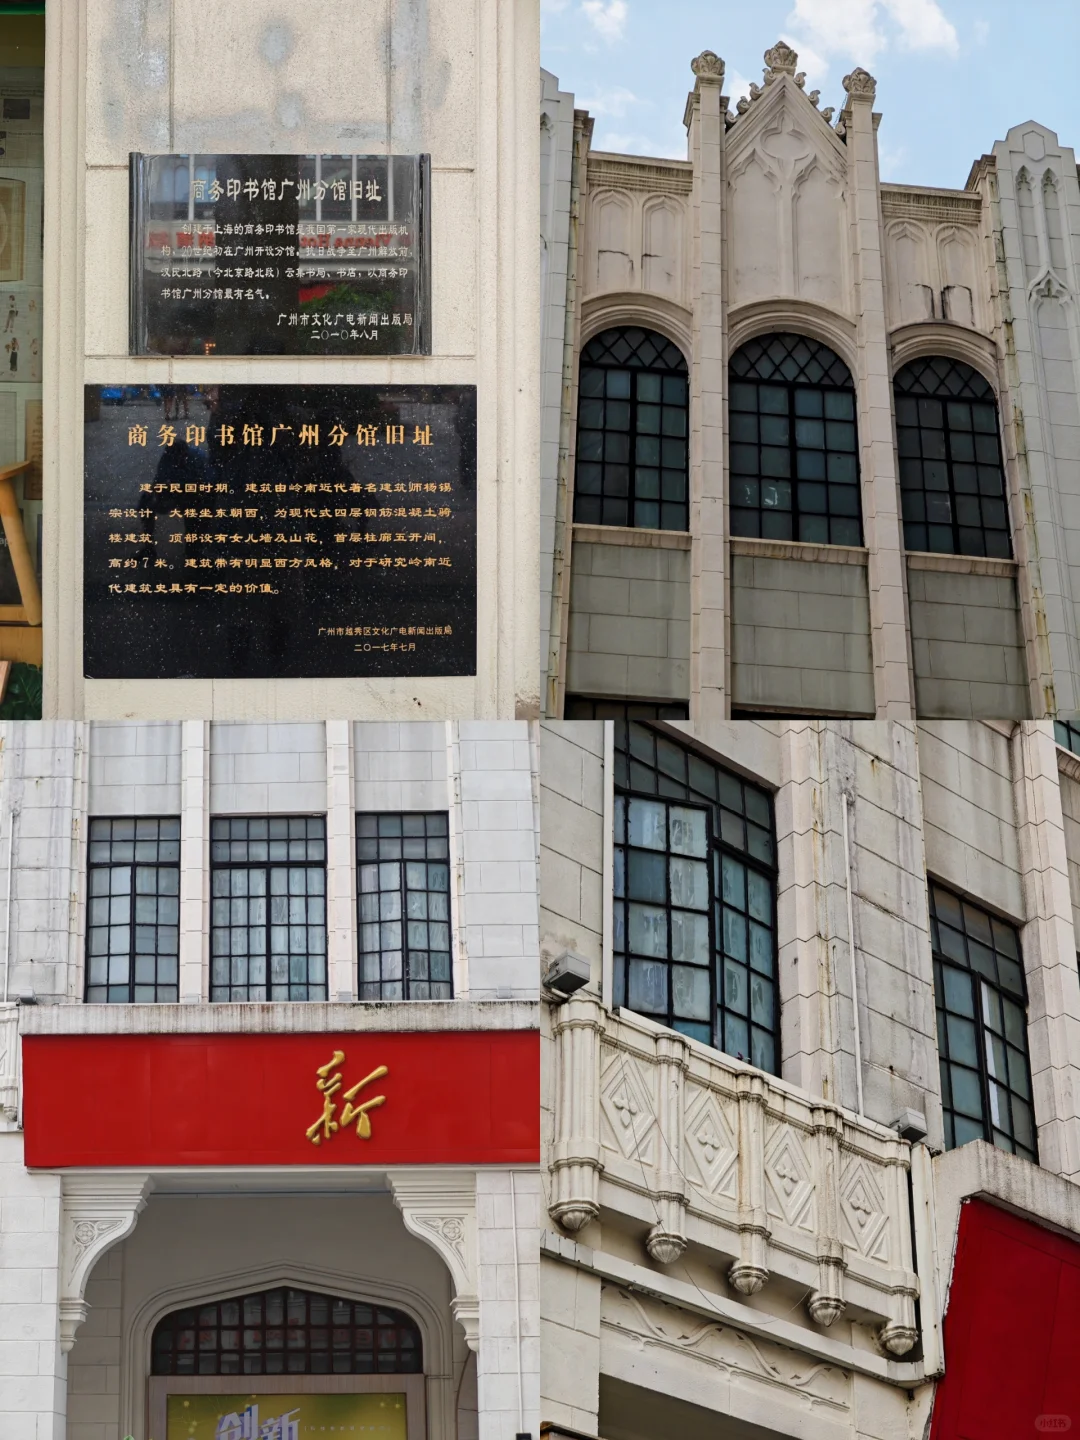 商务印书馆广州分馆旧址
创建于上海的商务印书馆是我国第一家现代出版机
构，20世纪初在广州开设分馆。抗日战争至广州解放前，
汉民北路（今北京路北段）云集书局、书店，以商务印
书馆广州分馆最有名气。
广州市文化广电新闻出版局
二〇一〇年八月
商务印书馆广州分馆旧址
建于民国时期。建筑由岭南近代著名建筑师杨锡
宗设计，大楼坐东朝西，为现代式四层钢筋混凝土骑
楼建筑，顶部设有女儿墙及山花，首层柱廊五开间，
高约7米。建筑带有明显西方风格，对于研究岭南近
代建筑史具有一定的价值。
广州市越秀区文化广电新闻出版局
二〇一七年七月
新
创新
小红书